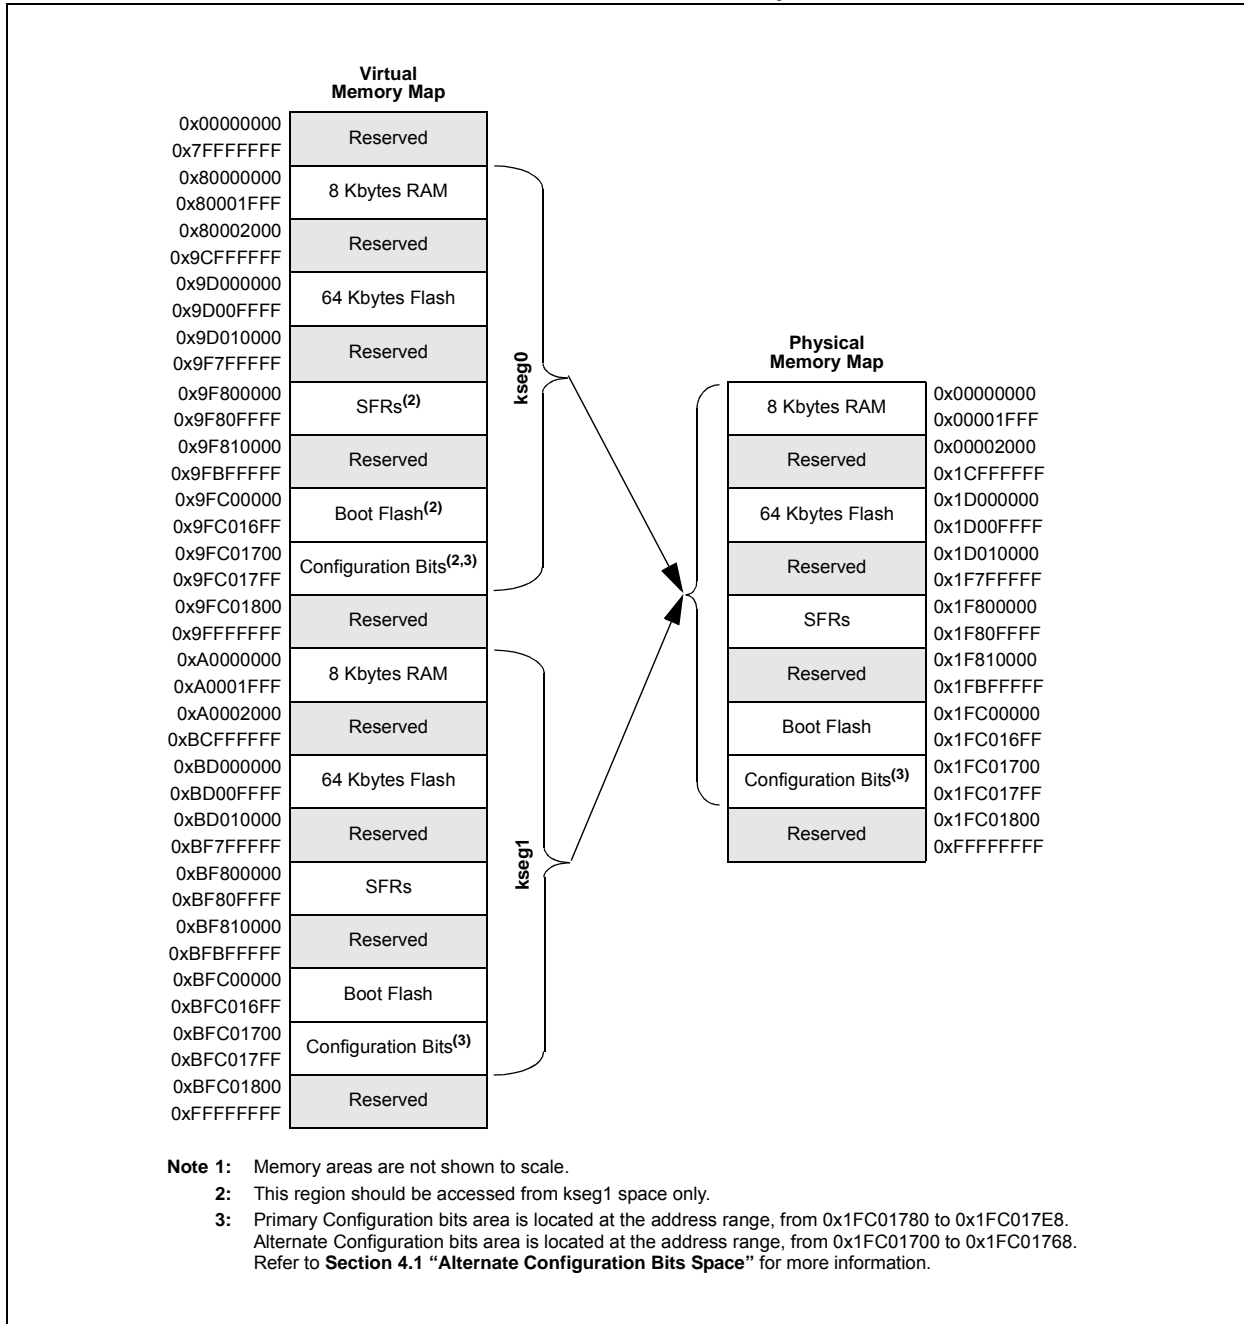 Virtual
Memory Map
0x00000000
Reserved
0x7FFFFFFF
0x80000000
8 Kbytes RAM
0x80001FFF
0x80002000
Reserved
0x9CFFFFFF
0x9D000000
64 Kbytes Flash
0x9D00FFFF
0x9D010000
Reserved
0x9F7FFFFF
0x9F800000
SFRs(2)
0x9F80FFFF
0x9F810000
Reserved
0x9FBFFFFF
0x9FC00000
Boot Flash(2)
0x9FC016FF
0x9FC01700
Configuration Bits(2,3)
0x9FC017FF
0x9FC01800
Reserved
0x9FFFFFFF
0xA0000000
8 Kbytes RAM
0xA0001FFF
0xA0002000
Reserved
0xBCFFFFFF
0xBD000000
64 Kbytes Flash
0xBD00FFFF
0xBD010000
Reserved
0xBF7FFFFF
0xBF800000
SFRs
0xBF80FFFF
0xBF810000
Reserved
0xBFBFFFFF
0xBFC00000
Boot Flash
0xBFC016FF
0xBFC01700
Configuration Bits(3)
0xBFC017FF
0xBFC01800
Reserved
0xFFFFFFFF
kseg0
kseg1
Physical
Memory Map
8 Kbytes RAM
0x00000000
0x00001FFF
Reserved
0x00002000
0x1CFFFFFF
64 Kbytes Flash
0x1D000000
0x1D00FFFF
Reserved
0x1D010000
0x1F7FFFFF
SFRs
0x1F800000
0x1F80FFFF
Reserved
0x1F810000
0x1FBFFFFF
Boot Flash
0x1FC00000
0x1FC016FF
Configuration Bits(3)
0x1FC01700
0x1FC017FF
Reserved
0x1FC01800
0xFFFFFFFF
Note 1: Memory areas are not shown to scale.
2: This region should be accessed from kseg1 space only.
3: Primary Configuration bits area is located at the address range, from 0x1FC01780 to 0x1FC017E8.
Alternate Configuration bits area is located at the address range, from 0x1FC01700 to 0x1FC01768.
Refer to Section 4.1 “Alternate Configuration Bits Space” for more information.